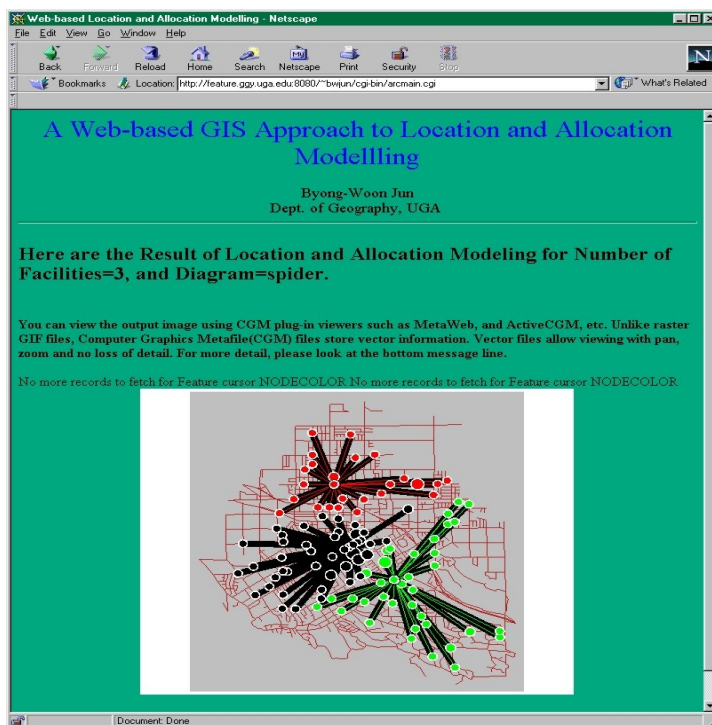 Web-based Location and Allocation Modelling - Netscape
File Edit View Go Window Help
Back Forward Reload Home Search Netscape Print Security Stop
Bookmarks Location: http://feature.ggy.uga.edu:8080/~bwjun/cgi-bin/arcmain.cgi What's Related
A Web-based GIS Approach to Location and Allocation
Modellling
Byong-Woon Jun
Dept. of Geography, UGA
Here are the Result of Location and Allocation Modeling for Number of
Facilities=3, and Diagram=spider.
You can view the output image using CGM plug-in viewers such as MetaWeb, and ActiveCGM, etc. Unlike raster
GIF files, Computer Graphics Metafile(CGM) files store vector information. Vector files allow viewing with pan,
zoom and no loss of detail. For more detail, please look at the bottom message line.
No more records to fetch for Feature cursor NODECOLOR No more records to fetch for Feature cursor NODECOLOR
Document: Done